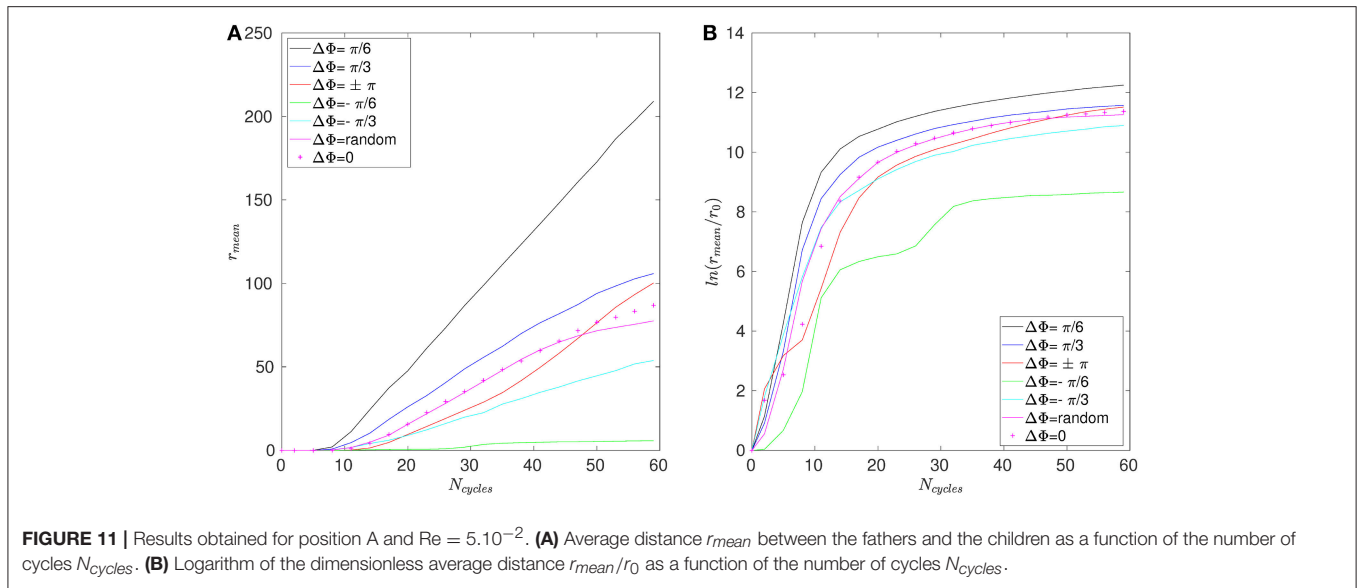 A
250
200
150
100
50
0
r_mean
0 10 20 30 40 50 60
N_cycles
ΔΦ= π/6
ΔΦ= π/3
ΔΦ= ± π
ΔΦ=- π/6
ΔΦ=- π/3
ΔΦ=random
ΔΦ=0
B
14
12
10
8
6
4
2
0
ln(r_mean/r_0)
0 10 20 30 40 50 60
N_cycles
ΔΦ= π/6
ΔΦ= π/3
ΔΦ= ± π
ΔΦ=- π/6
ΔΦ=- π/3
ΔΦ=random
ΔΦ=0
FIGURE 11 | Results obtained for position A and Re = 5.10⁻². (A) Average distance r_mean between the fathers and the children as a function of the number of
cycles N_cycles. (B) Logarithm of the dimensionless average distance r_mean/r_0 as a function of the number of cycles N_cycles.